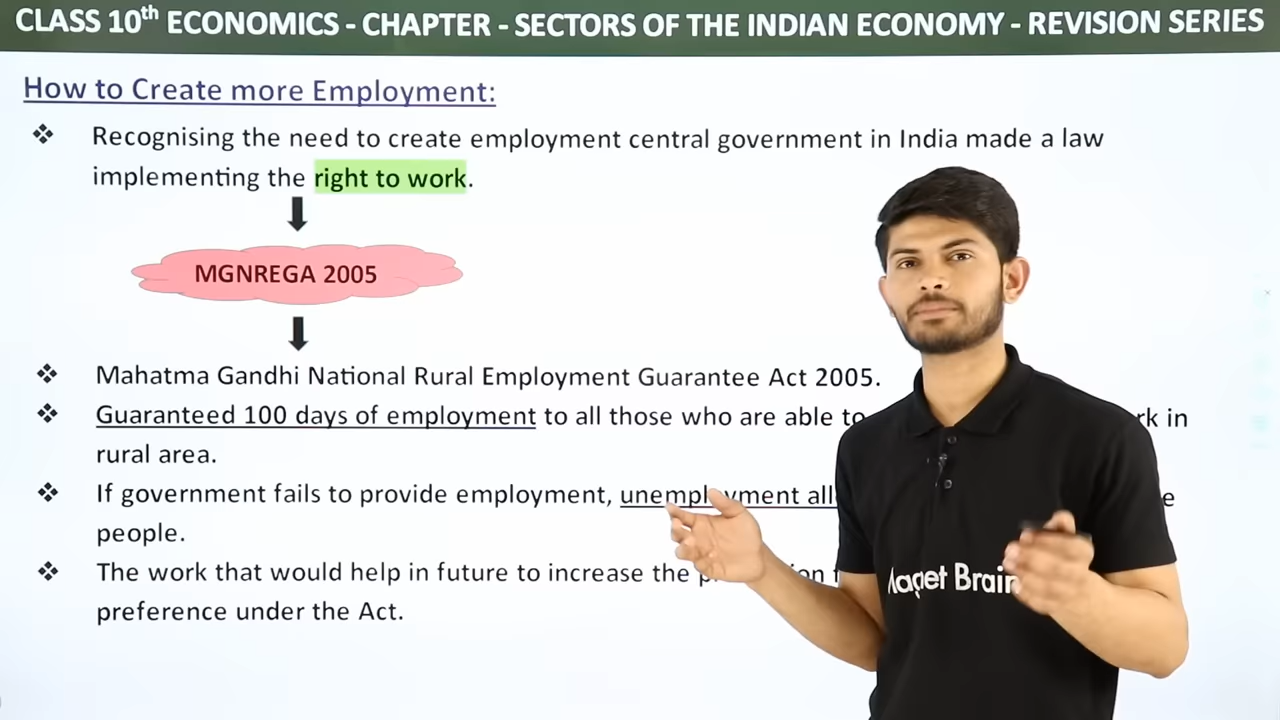 CLASS 10th ECONOMICS - CHAPTER - SECTORS OF THE INDIAN ECONOMY - REVISION SERIES
How to Create more Employment:
❖ Recognising the need to create employment central government in India made a law
implementing the right to work.
MGNREGA 2005
❖ Mahatma Gandhi National Rural Employment Guarantee Act 2005.
❖ Guaranteed 100 days of employment to all those who are able to in
rural area.
❖ If government fails to provide employment,
people.
❖ The work that would help in future to increase the
preference under the Act.
Magnet Brain